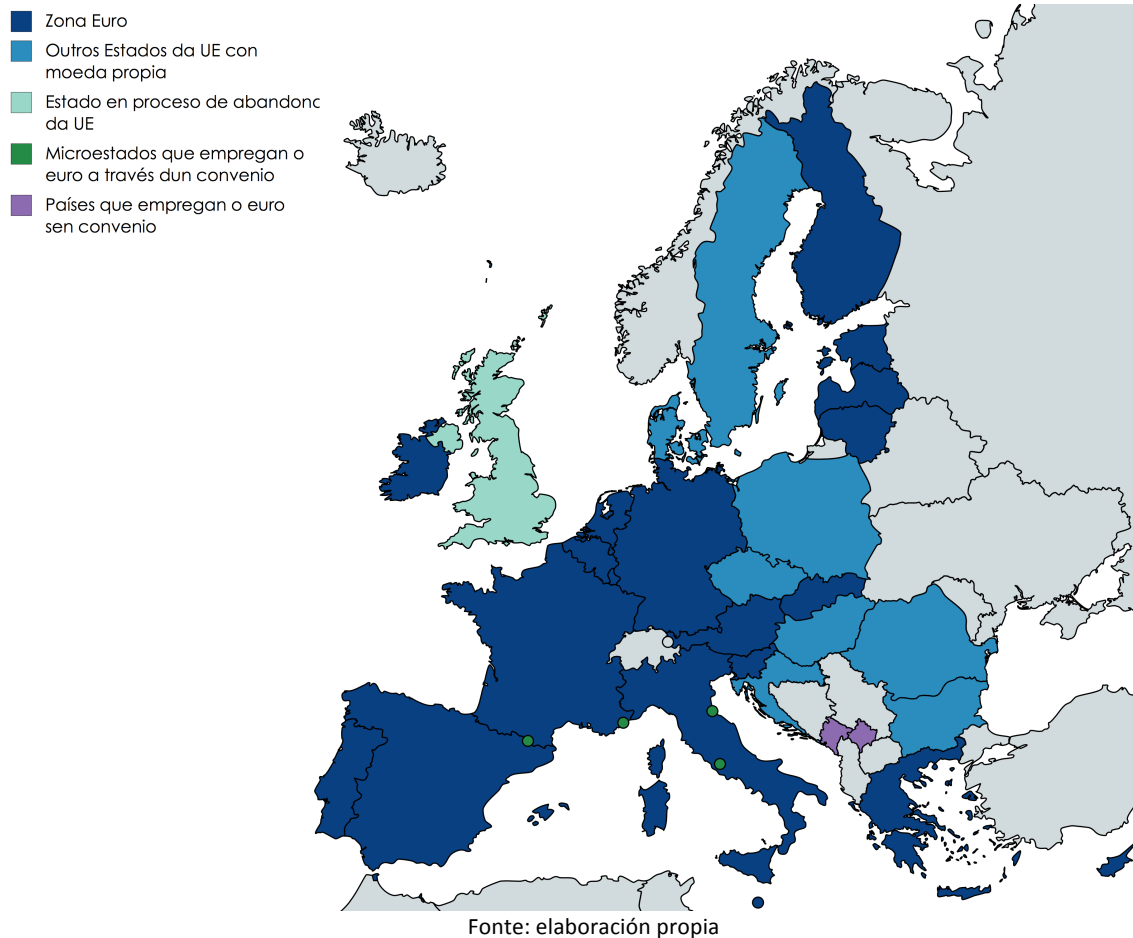 Zona Euro
Outros Estados da UE con
moeda propia
Estado en proceso de abandono
da UE
Microestados que empregan o
euro a través dun convenio
Países que empregan o euro
sen convenio
Fonte: elaboración propia